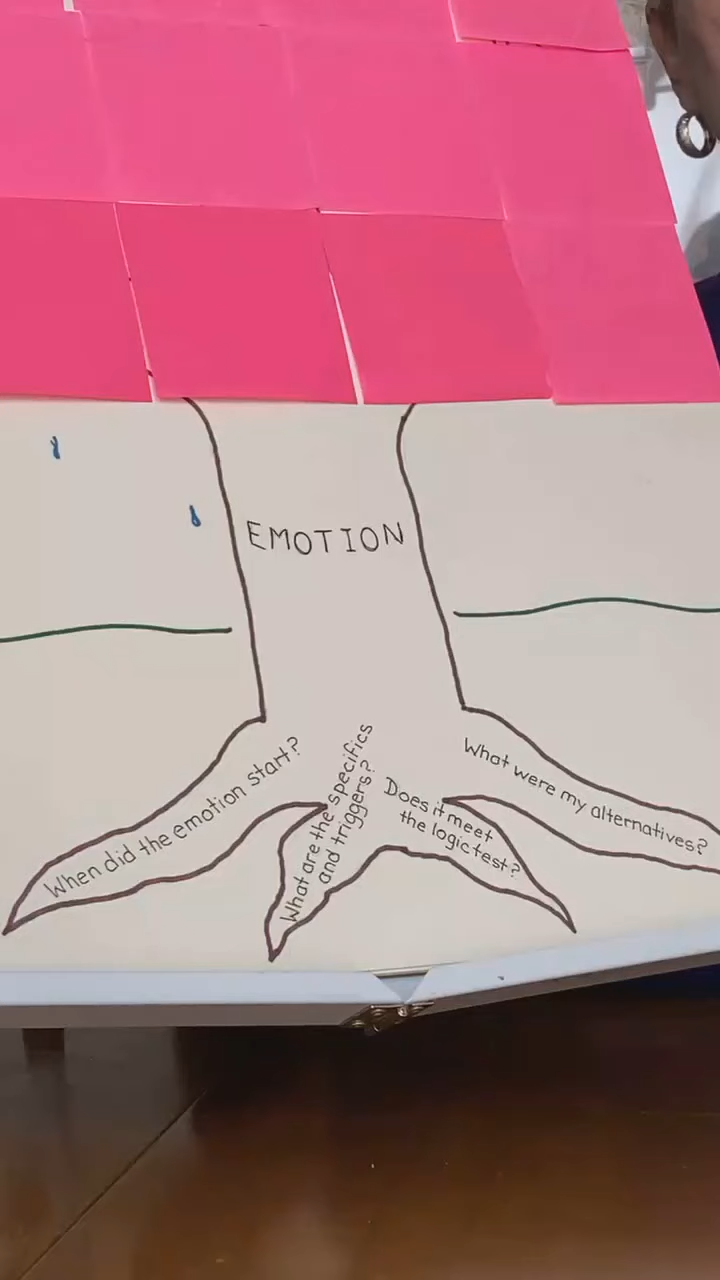 EMOTION
When did the emotion start?
What are the specifics
and triggers?
Does it meet
the logic test?
What were my alternatives?